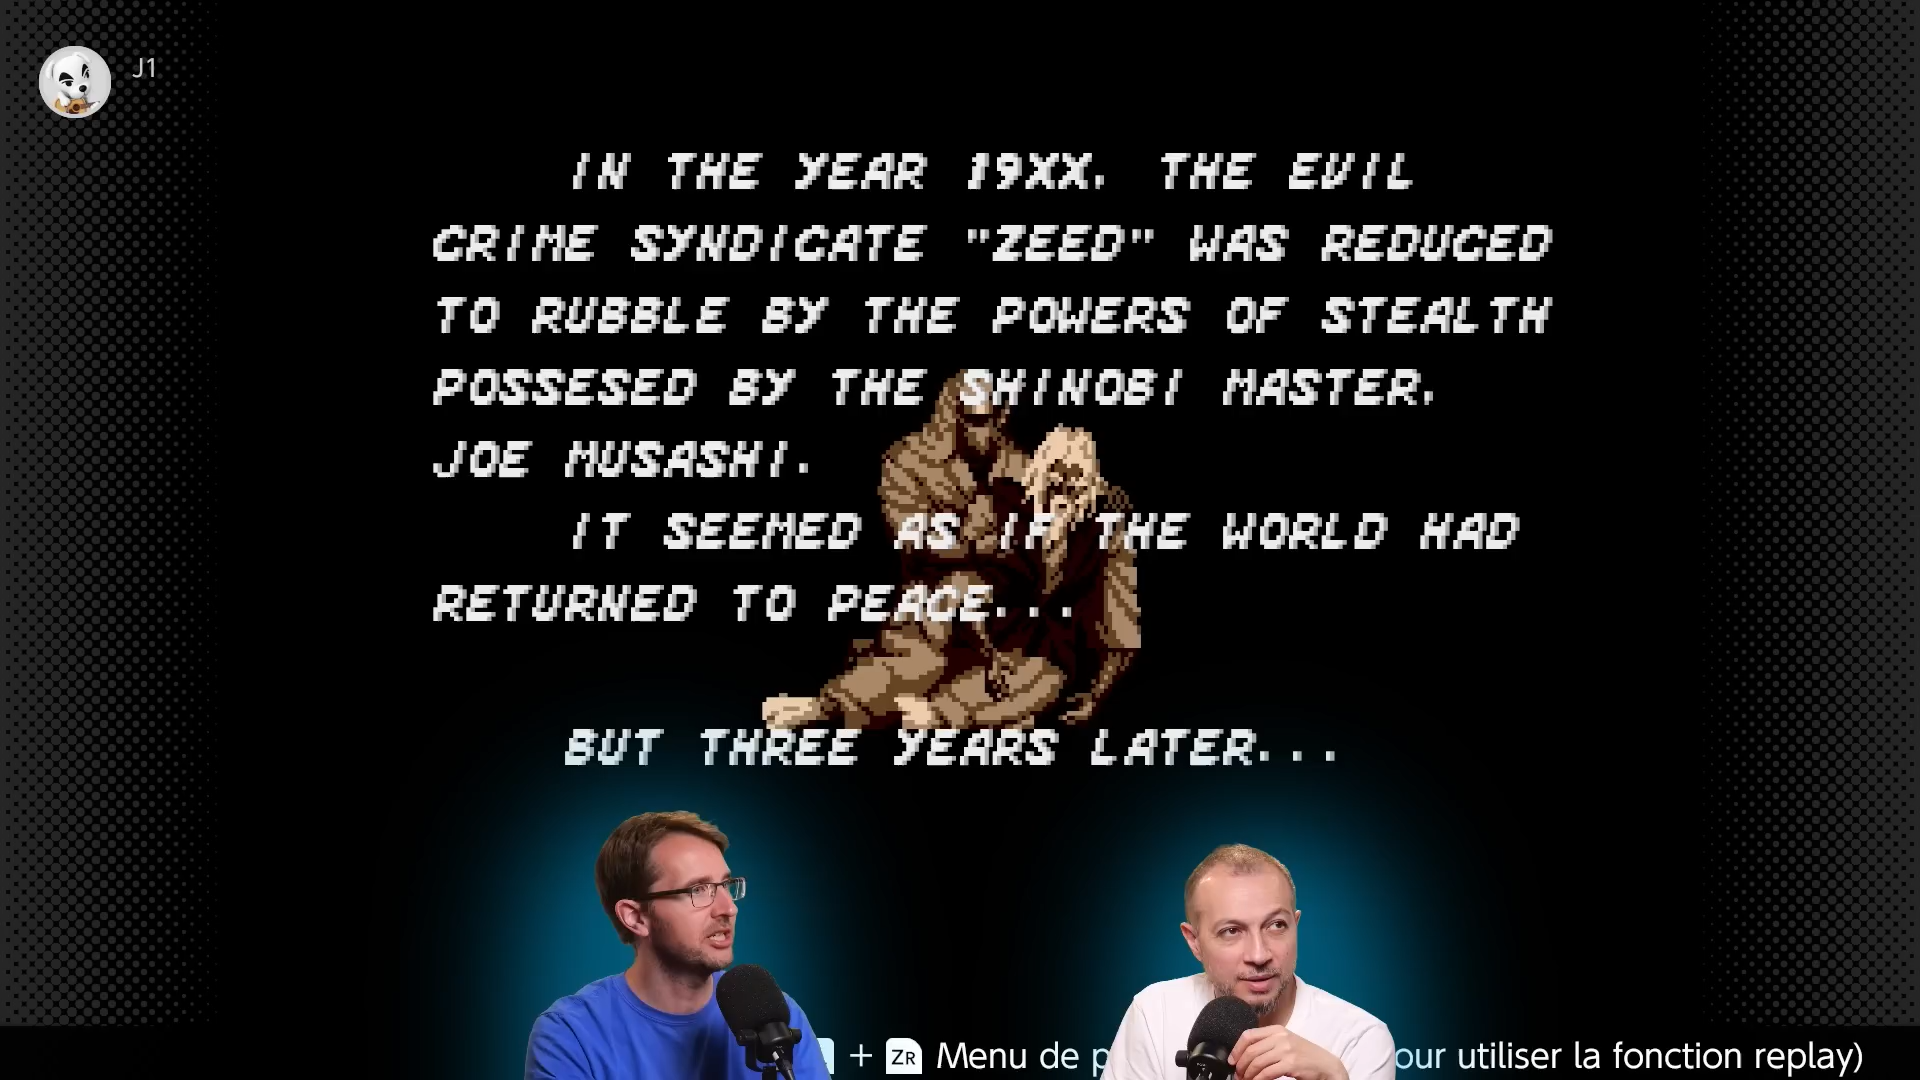 J1
IN THE YEAR 19XX, THE EVIL
CRIME SYNDICATE "ZEED" WAS REDUCED
TO RUBBLE BY THE POWERS OF STEALTH
POSSESED BY THE SHINOBI MASTER,
JOE MUSASHI.
IT SEEMED AS IF THE WORLD HAD
RETURNED TO PEACE...
BUT THREE YEARS LATER...
+ ZR Menu de utiliser la fonction replay)